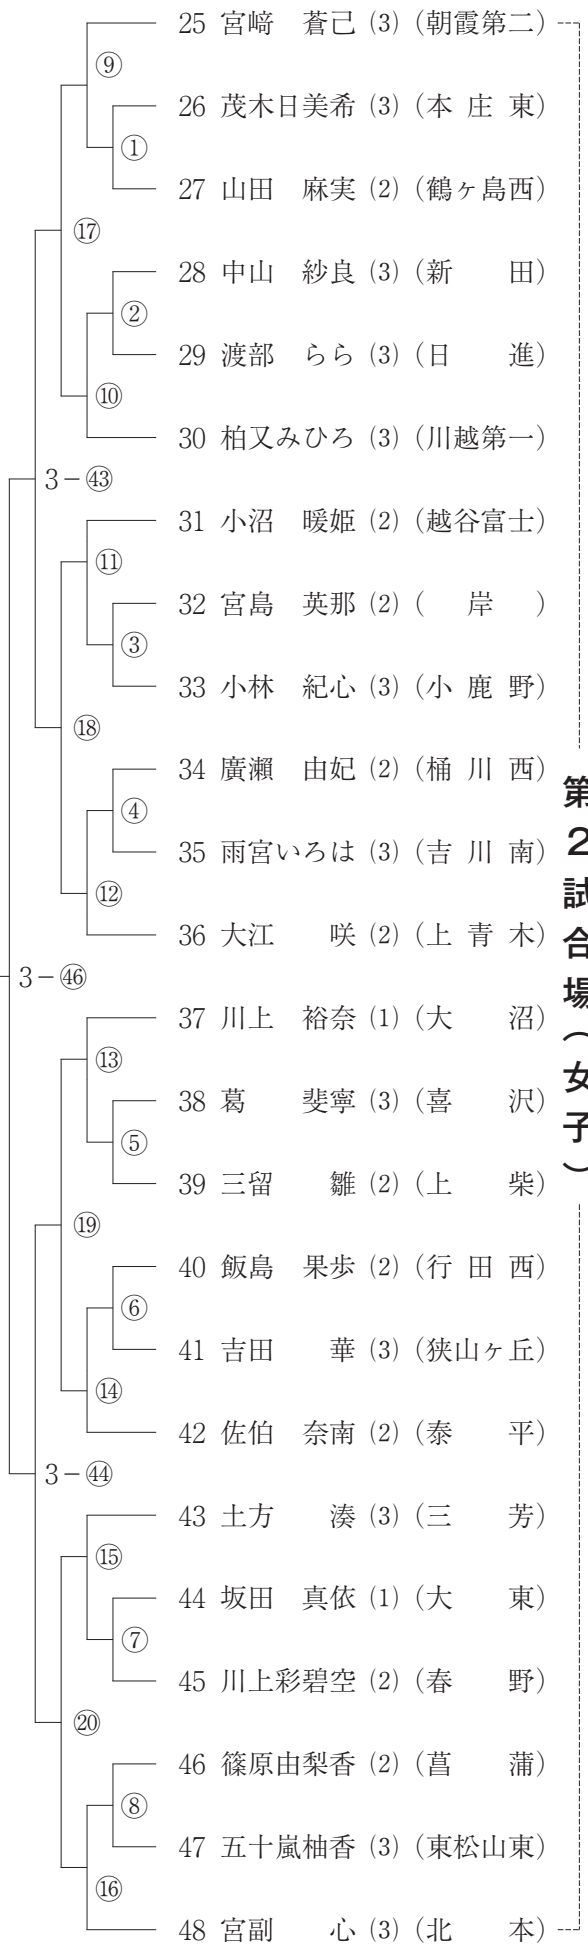 25 宮﨑　蒼己 (3) (朝霞第二)
⑨
26 茂木日美希 (3) (本 庄 東)
①
27 山田　麻実 (2) (鶴ヶ島西)
⑰
28 中山　紗良 (3) (新　　田)
②
29 渡部　らら (3) (日　　進)
⑩
30 柏又みひろ (3) (川越第一)
3－㊸
31 小沼　暖姫 (2) (越谷富士)
⑪
32 宮島　英那 (2) (　岸　)
③
33 小林　紀心 (3) (小 鹿 野)
⑱
34 廣瀨　由妃 (2) (桶 川 西)
④
35 雨宮いろは (3) (吉 川 南)
⑫
36 大江　　咲 (2) (上 青 木)
3－㊻
37 川上　裕奈 (1) (大　　沼)
⑬
38 葛　　斐寧 (3) (喜　　沢)
⑤
39 三留　　雛 (2) (上　　柴)
⑲
40 飯島　果歩 (2) (行 田 西)
⑥
41 吉田　　華 (3) (狭山ヶ丘)
⑭
42 佐伯　奈南 (2) (泰　　平)
3－㊹
43 土方　　湊 (3) (三　　芳)
⑮
44 坂田　真依 (1) (大　　東)
⑦
45 川上彩碧空 (2) (春　　野)
⑳
46 篠原由梨香 (2) (菖　　蒲)
⑧
47 五十嵐柚香 (3) (東松山東)
⑯
48 宮副　　心 (3) (北　　本)
第２試合場（女子）